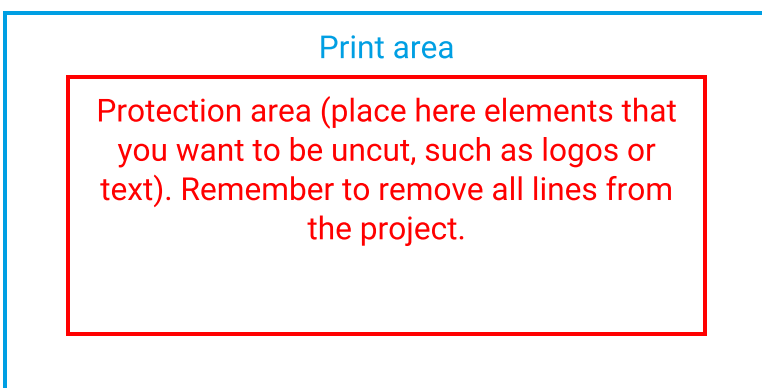 Print area
Protection area (place here elements that
you want to be uncut, such as logos or
text). Remember to remove all lines from
the project.